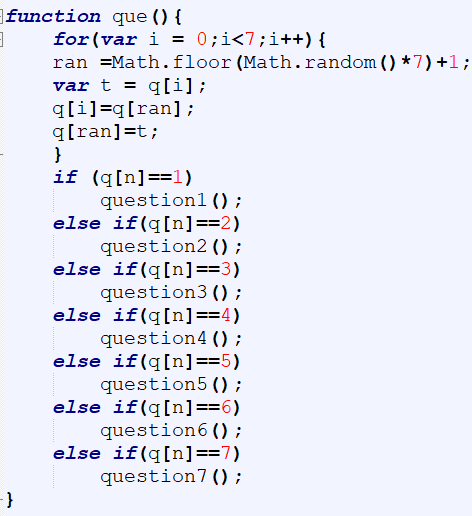 function que(){
for(var i = 0;i<7;i++){
ran =Math.floor(Math.random()*7)+1;
var t = q[i];
q[i]=q[ran];
q[ran]=t;
}
if (q[n]==1)
question1();
else if(q[n]==2)
question2();
else if(q[n]==3)
question3();
else if(q[n]==4)
question4();
else if(q[n]==5)
question5();
else if(q[n]==6)
question6();
else if(q[n]==7)
question7();
}